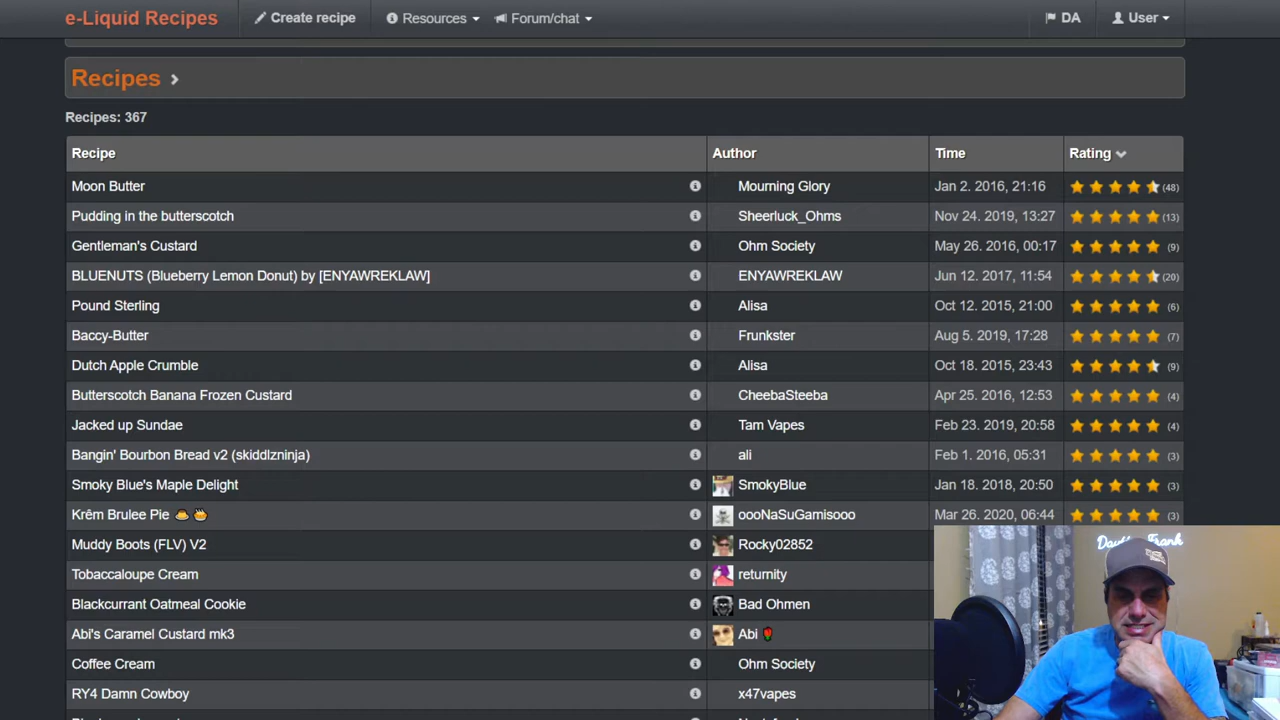 e-Liquid Recipes Create recipe Resources Forum/chat DA User
Recipes
Recipes: 367
Recipe Author Time Rating
Moon Butter Mourning Glory Jan 2. 2016, 21:16 (48)
Pudding in the butterscotch Sheerluck_Ohms Nov 24. 2019, 13:27 (13)
Gentleman's Custard Ohm Society May 26. 2016, 00:17 (9)
BLUENUTS (Blueberry Lemon Donut) by [ENYAWREKLAW] ENYAWREKLAW Jun 12. 2017, 11:54 (20)
Pound Sterling Alisa Oct 12. 2015, 21:00 (6)
Baccy-Butter Frunkster Aug 5. 2019, 17:28 (7)
Dutch Apple Crumble Alisa Oct 18. 2015, 23:43 (9)
Butterscotch Banana Frozen Custard CheebaSteeba Apr 25. 2016, 12:53 (4)
Jacked up Sundae Tam Vapes Feb 23. 2019, 20:58 (4)
Bangin' Bourbon Bread v2 (skiddlzninja) ali Feb 1. 2016, 05:31 (3)
Smoky Blue's Maple Delight SmokyBlue Jan 18. 2018, 20:50 (3)
Krêm Brulee Pie 🍮 🍜 oooNaSuGamisooo Mar 26. 2020, 06:44 (3)
Muddy Boots (FLV) V2 Rocky02852
Tobaccaloupe Cream returnity
Blackcurrant Oatmeal Cookie Bad Ohmen
Abi's Caramel Custard mk3 Abi 🌹
Coffee Cream Ohm Society
RY4 Damn Cowboy x47vapes